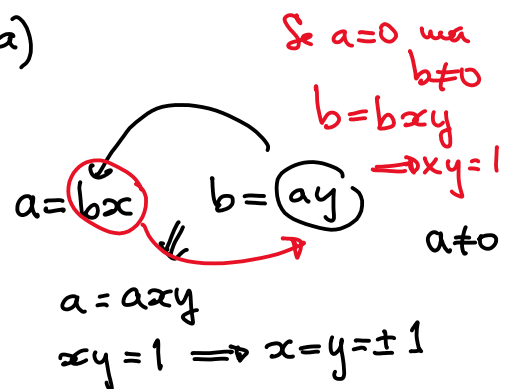 a)
Se a=0 ma
b≠0
b=bxy
⟹xy=1
a=bx b=ay
a≠0
a=axy
xy=1 ⟹ x=y=±1